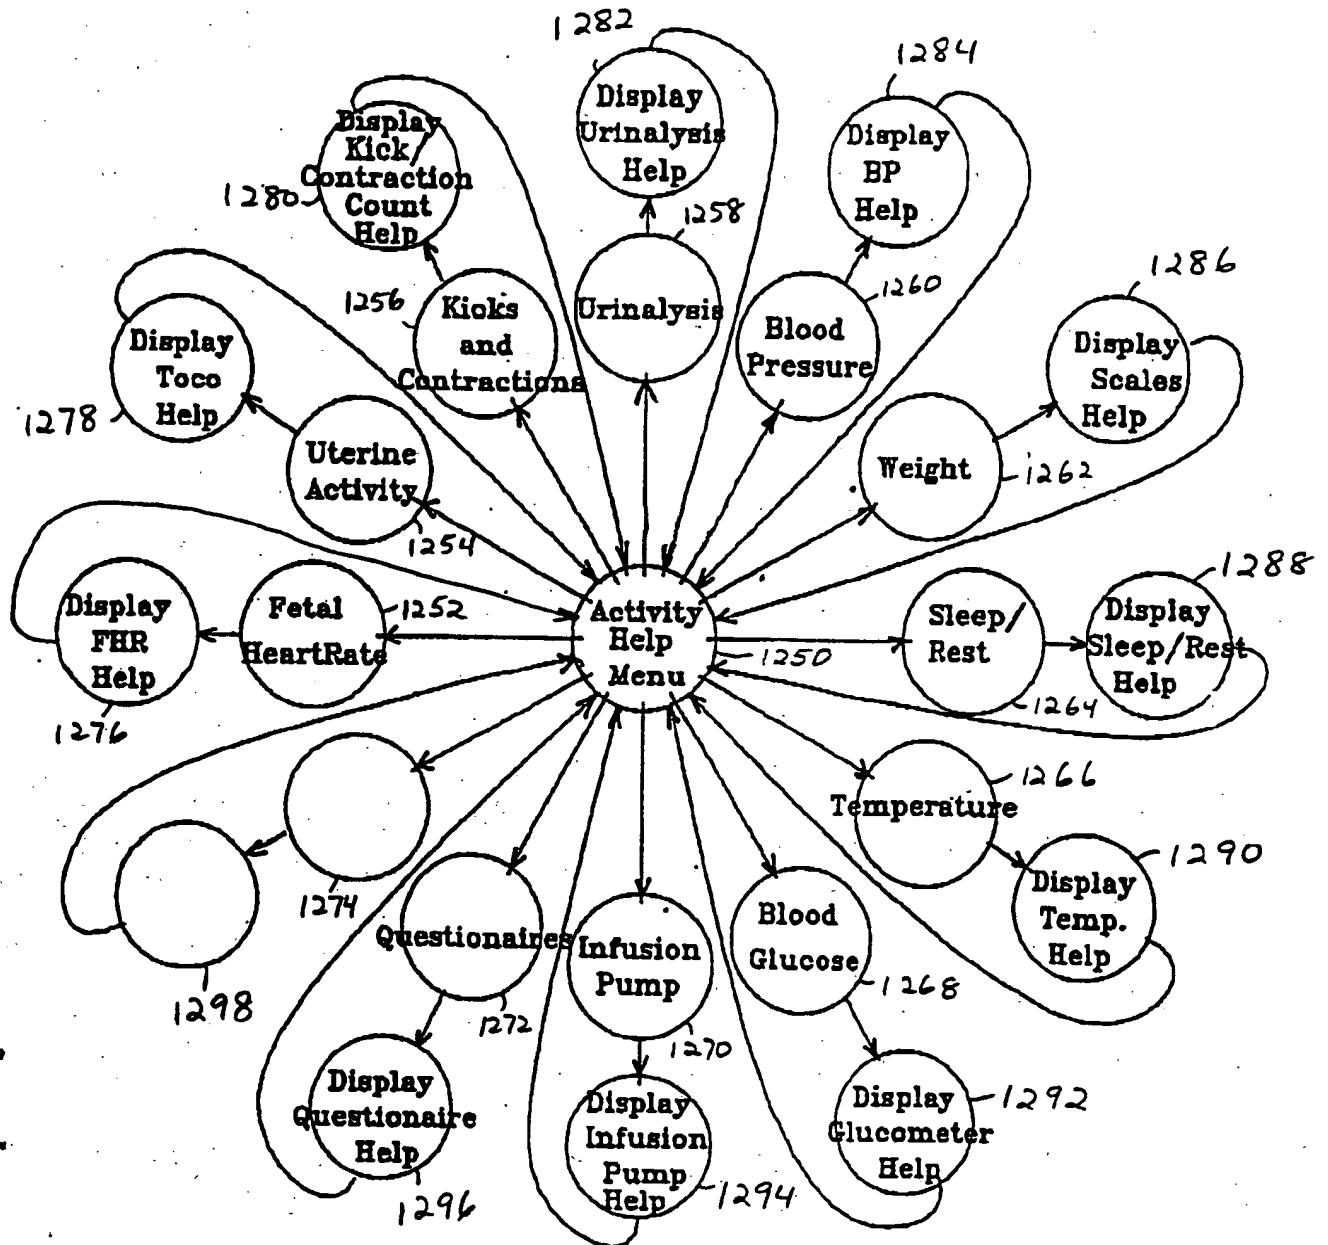 1282
Display
Urinalysis
Help
1284
Display
BP
Help
Display
Kick/
Contraction
Count
Help
1280
1258
Urinalysis
1260
Blood
Pressure
1286
Display
Scales
Help
1256
Kicks
and
Contractions
Display
Toco
Help
1278
Uterine
Activity
1254
Weight
1262
1288
Display
Sleep/Rest
Help
Sleep/
Rest
1264
Activity
Help
Menu
1250
Fetal
HeartRate
1252
Display
FHR
Help
1276
1266
Temperature
1290
Display
Temp.
Help
1274
1298
Questionaires
1272
Infusion
Pump
1270
Blood
Glucose
1268
Display
Questionaire
Help
1296
Display
Infusion
Pump
Help
1294
Display
Glucometer
Help
1292